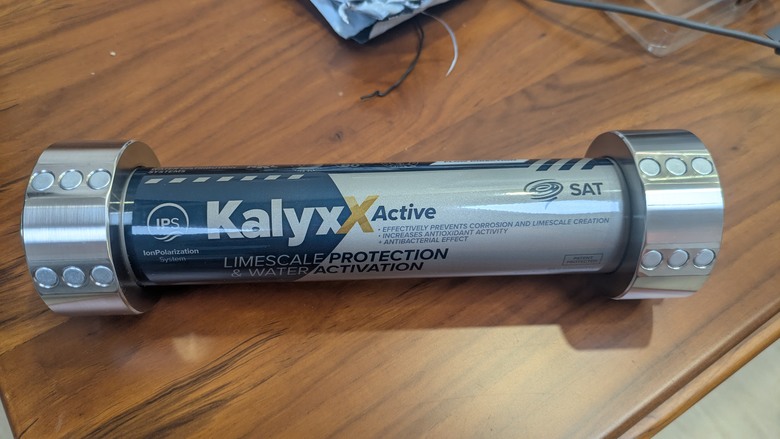 SYSTEMS
IPS
IonPolarization
System
KalyxX Active
• EFFECTIVELY PREVENTS CORROSION AND LIMESCALE CREATION
• INCREASES ANTIOXIDANT ACTIVITY
• ANTIBACTERIAL EFFECT
LIMESCALE PROTECTION
& WATER ACTIVATION
SAT